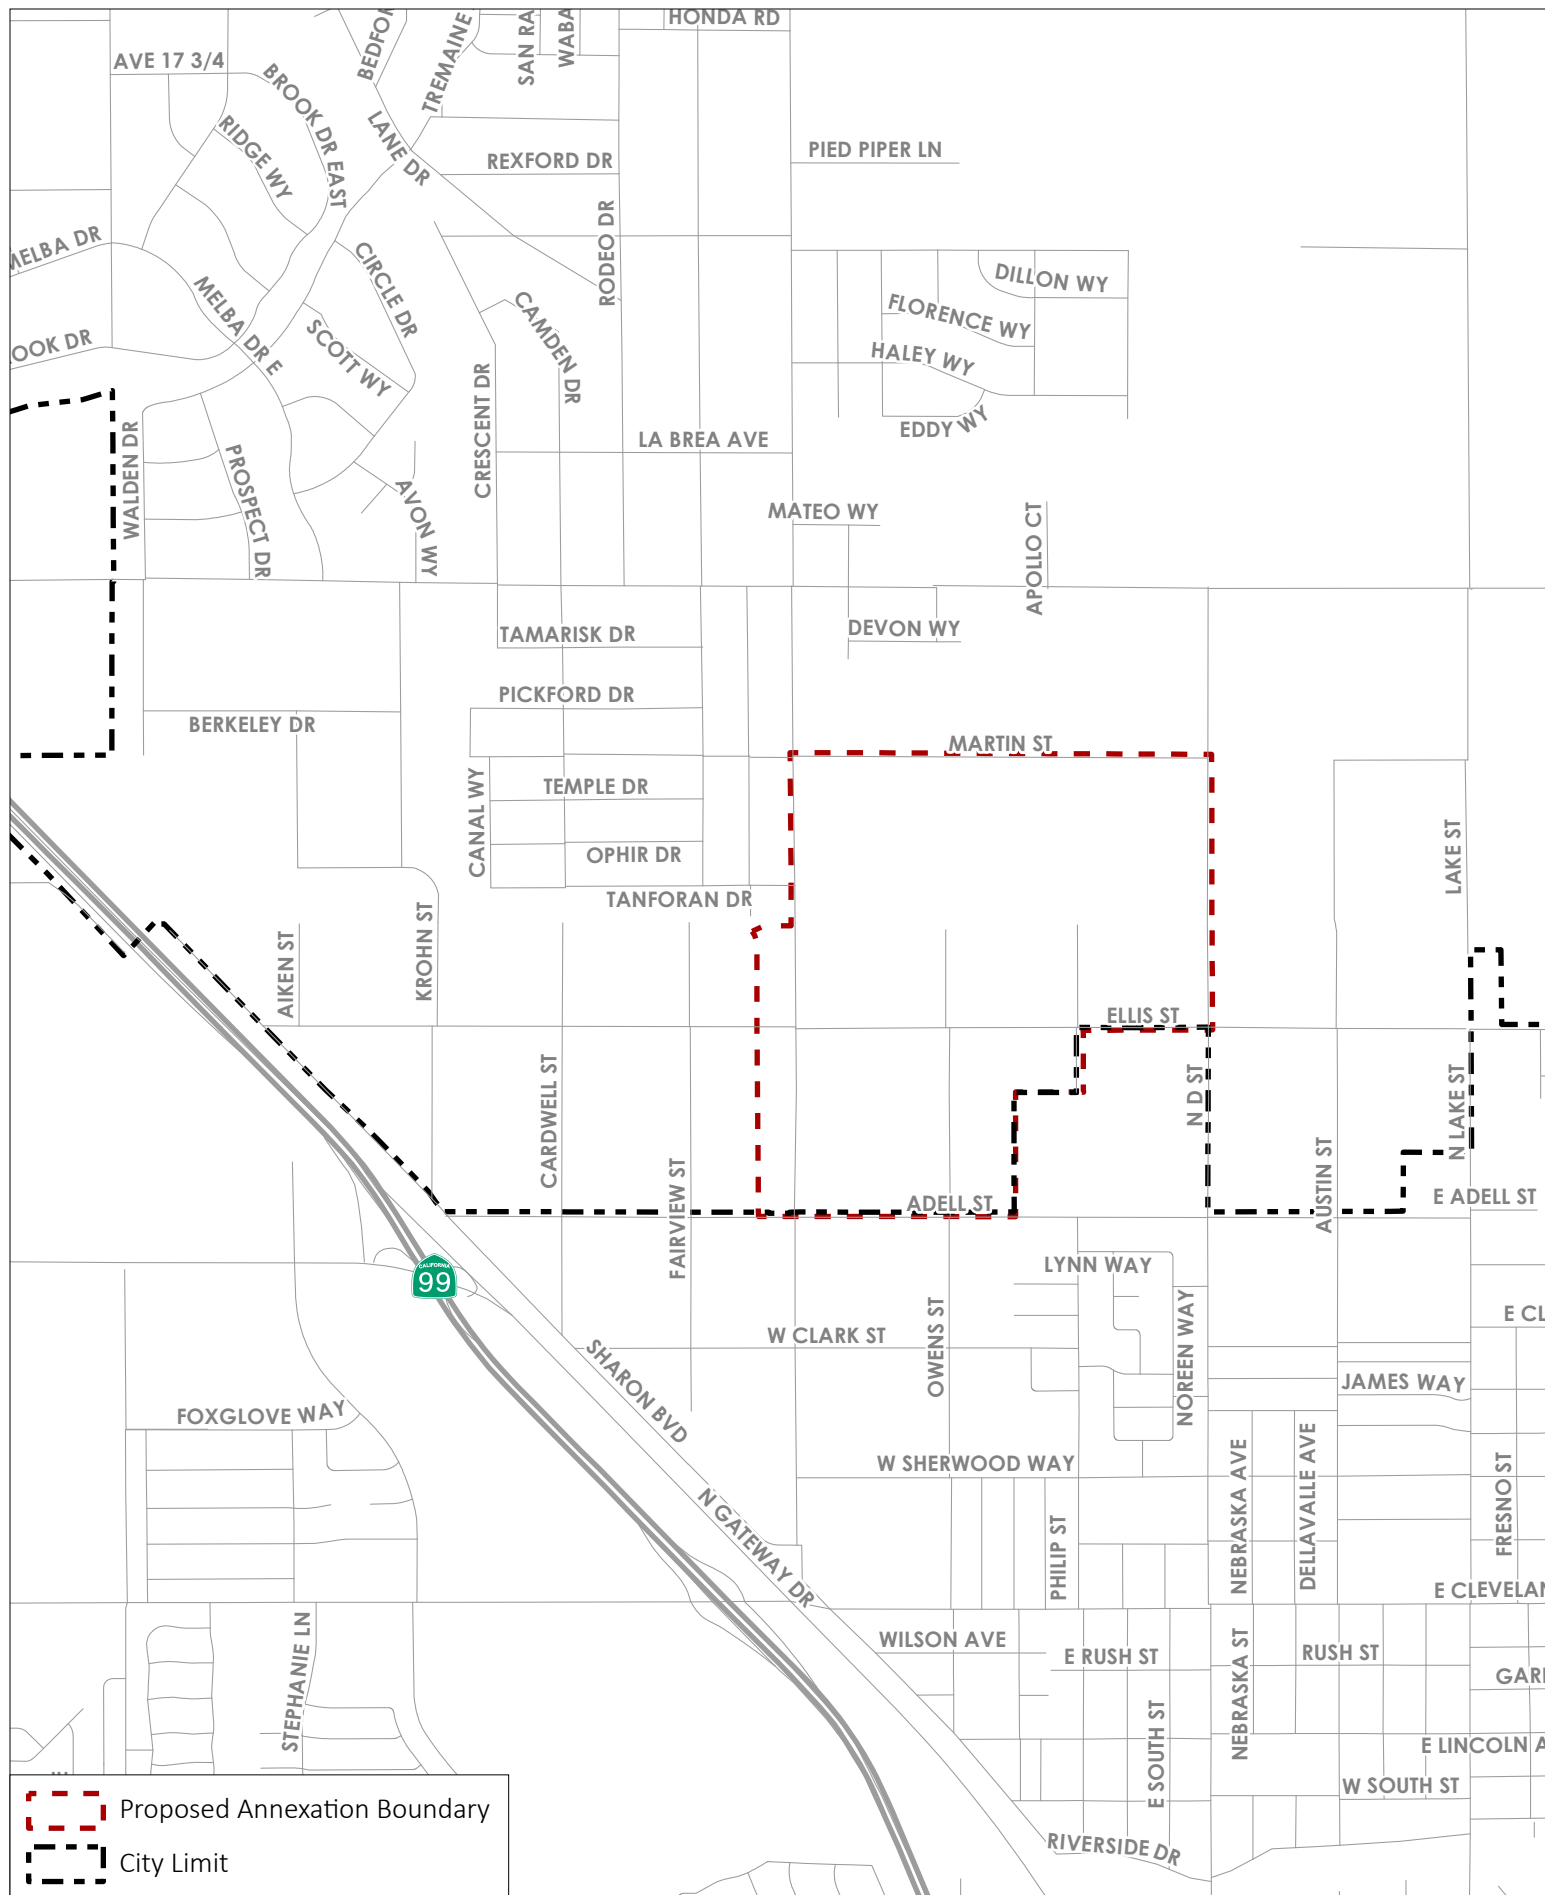 HONDA RD
AVE 17 3/4
BROOK DR EAST
BEDFOR
TREMAINE
SAN RA
WABA
RIDGE WY
LANE DR
REXFORD DR
PIED PIPER LN
MELBA DR
RODEO DR
CIRCLE DR
DILLON WY
MELBA DR E
SCOTT WY
CAMDEN DR
FLORENCE WY
OOK DR
HALEY WY
CRESCENT DR
EDDY WY
WALDEN DR
PROSPECT DR
LA BREA AVE
AVON WY
MATEO WY
APOLLO CT
TAMARISK DR
DEVON WY
PICKFORD DR
BERKELEY DR
MARTIN ST
CANAL WY
TEMPLE DR
OPHIR DR
LAKE ST
TANFORAN DR
AIKEN ST
KROHN ST
ELLIS ST
CARDWELL ST
N D ST
N LAKE ST
FAIRVIEW ST
AUSTIN ST
ADELL ST
E ADELL ST
CALIFORNIA
99
LYNN WAY
OWENS ST
NOREEN WAY
E CL
W CLARK ST
SHARON BVD
JAMES WAY
FOXGLOVE WAY
W SHERWOOD WAY
NEBRASKA AVE
DELLAVALLE AVE
FRESNO ST
N GATEWAY DR
PHILIP ST
E CLEVELAN
STEPHANIE LN
WILSON AVE
E RUSH ST
NEBRASKA ST
RUSH ST
GARI
E SOUTH ST
E LINCOLN A
W SOUTH ST
RIVERSIDE DR
Proposed Annexation Boundary
City Limit